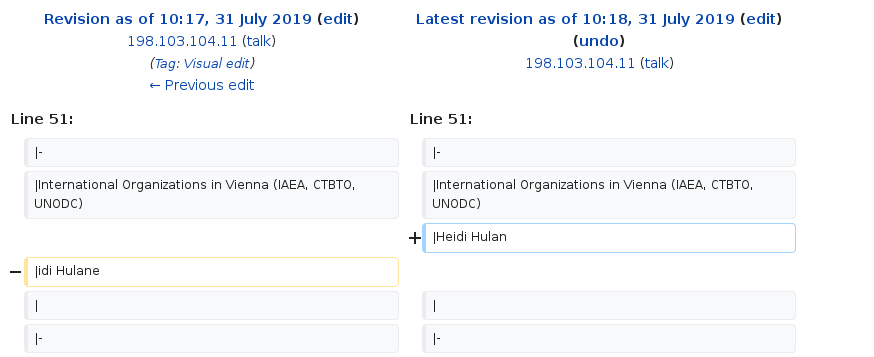 Revision as of 10:17, 31 July 2019 (edit)
198.103.104.11 (talk)
(Tag: Visual edit)
← Previous edit
Latest revision as of 10:18, 31 July 2019 (edit)
(undo)
198.103.104.11 (talk)
Line 51:
Line 51:
|-
|-
|International Organizations in Vienna (IAEA, CTBTO,
UNODC)
|International Organizations in Vienna (IAEA, CTBTO,
UNODC)
+ |Heidi Hulan
− |idi Hulane
|
|
|-
|-